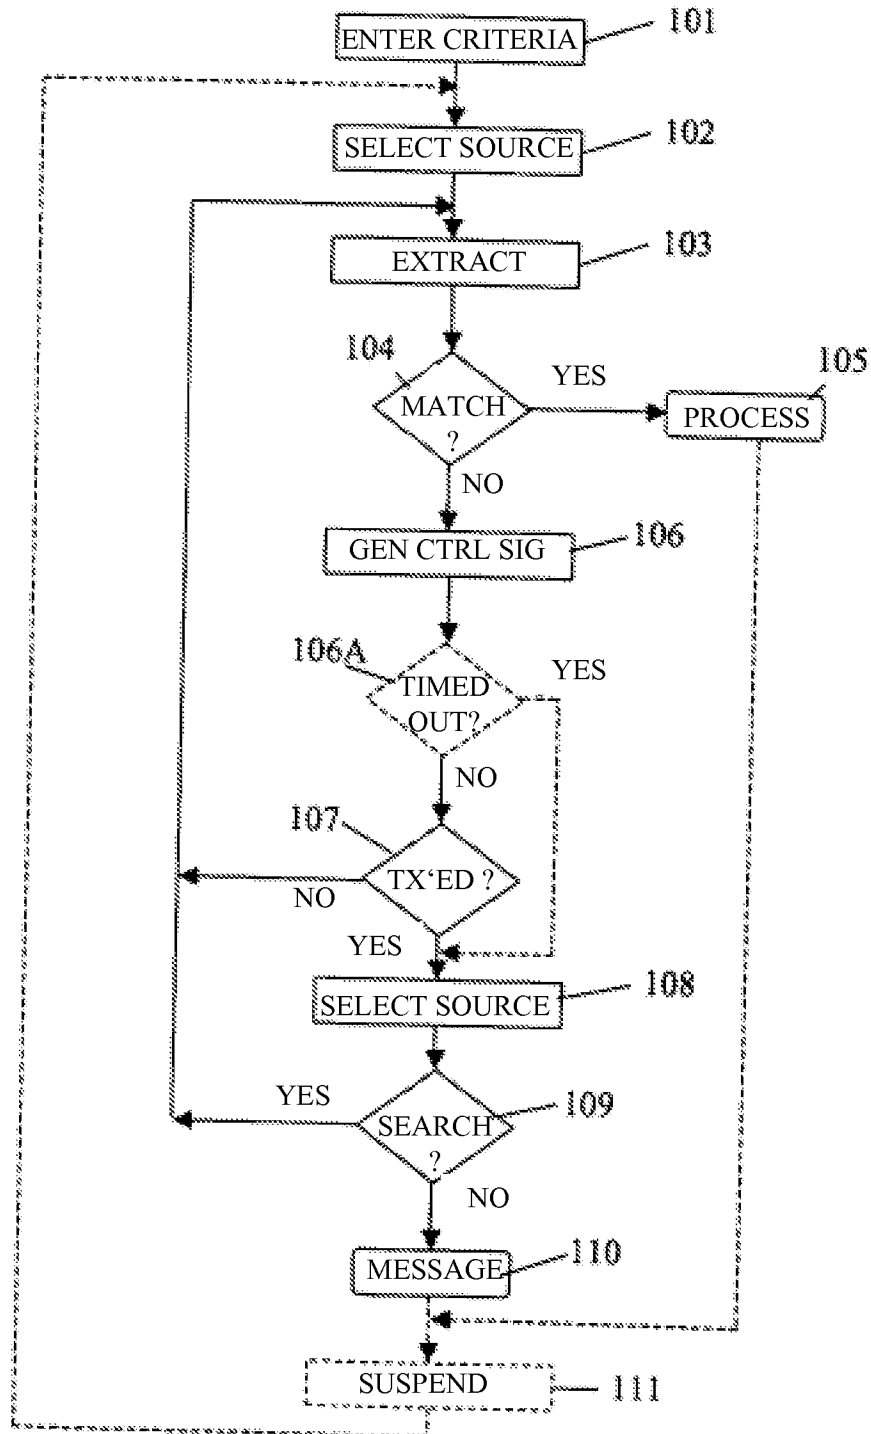 101
ENTER CRITERIA
102
SELECT SOURCE
103
EXTRACT
104
YES
105
MATCH
?
PROCESS
NO
106
GEN CTRL SIG
106A
YES
TIMED
OUT?
NO
107
TX‘ED ?
NO
YES
108
SELECT SOURCE
YES
109
SEARCH
?
NO
110
MESSAGE
SUSPEND
111